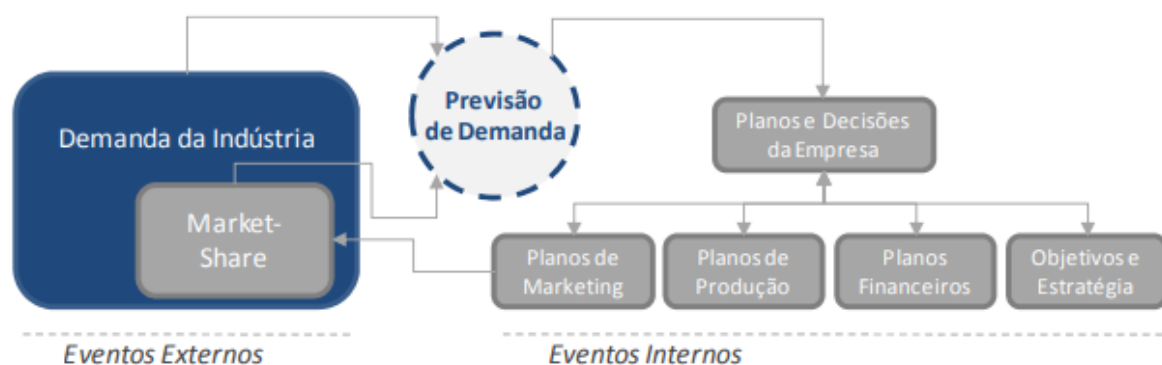 Previsão
de Demanda
Demanda da Indústria
Market-
Share
Planos e Decisões
da Empresa
Planos de
Marketing
Planos de
Produção
Planos
Financeiros
Objetivos e
Estratégia
Eventos Externos
Eventos Internos